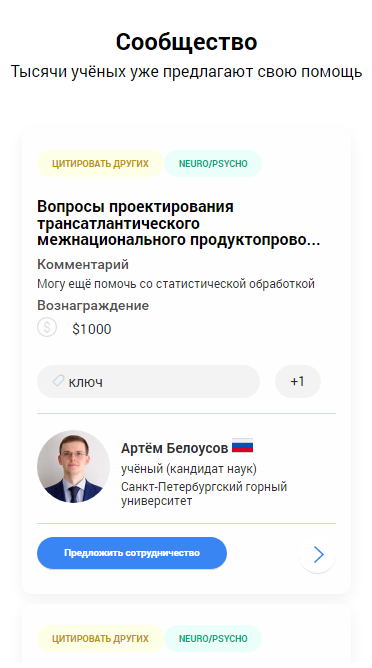 Сообщество
Тысячи учёных уже предлагают свою помощь
ЦИТИРОВАТЬ ДРУГИХ
NEURO/PSYCHO
Вопросы проектирования
трансатлантического
межнационального продуктопрово...
Комментарий
Могу ещё помочь со статистической обработкой
Вознаграждение
$1000
ключ
+1
Артём Белоусов
учёный (кандидат наук)
Санкт-Петербургский горный
университет
Предложить сотрудничество
ЦИТИРОВАТЬ ДРУГИХ
NEURO/PSYCHO